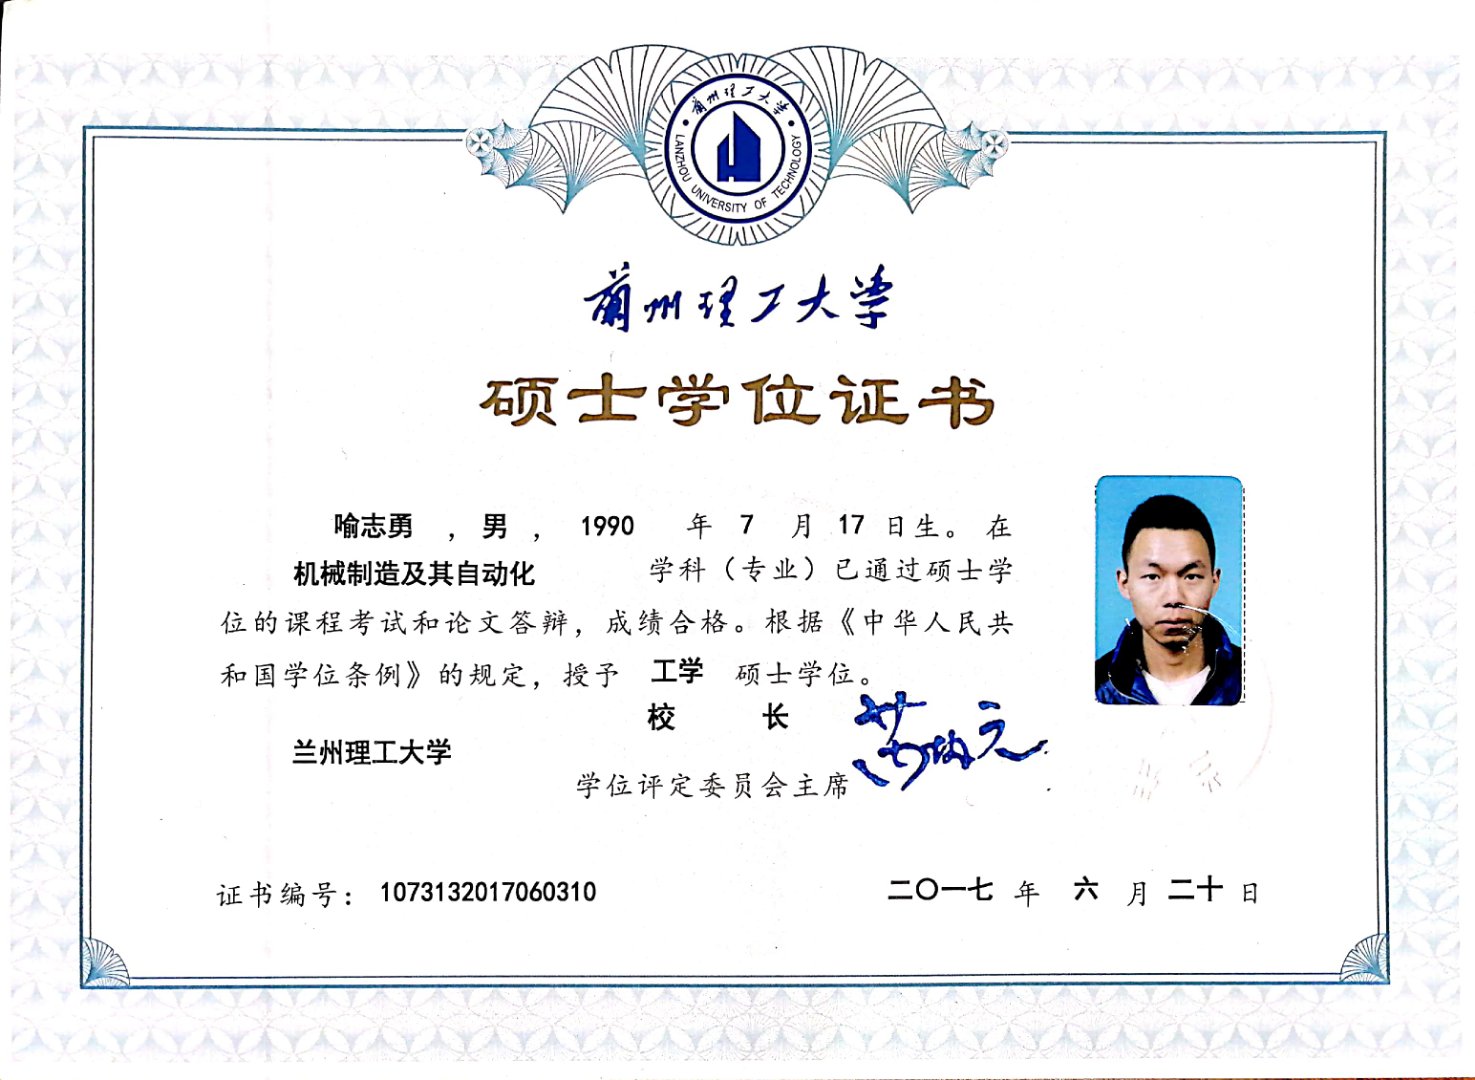 蘭州理工大学
LANZHOU UNIVERSITY OF TECHNOLOGY
蘭州理工大学
硕士学位证书
喻志勇 ，男 ， 1990 年 7 月 17 日生。在
机械制造及其自动化 学科（专业）已通过硕士学
位的课程考试和论文答辩，成绩合格。根据《中华人民共
和国学位条例》的规定，授予 工学 硕士学位。
校 长
兰州理工大学
学位评定委员会主席
证书编号： 1073132017060310
二〇一七 年 六 月 二十 日